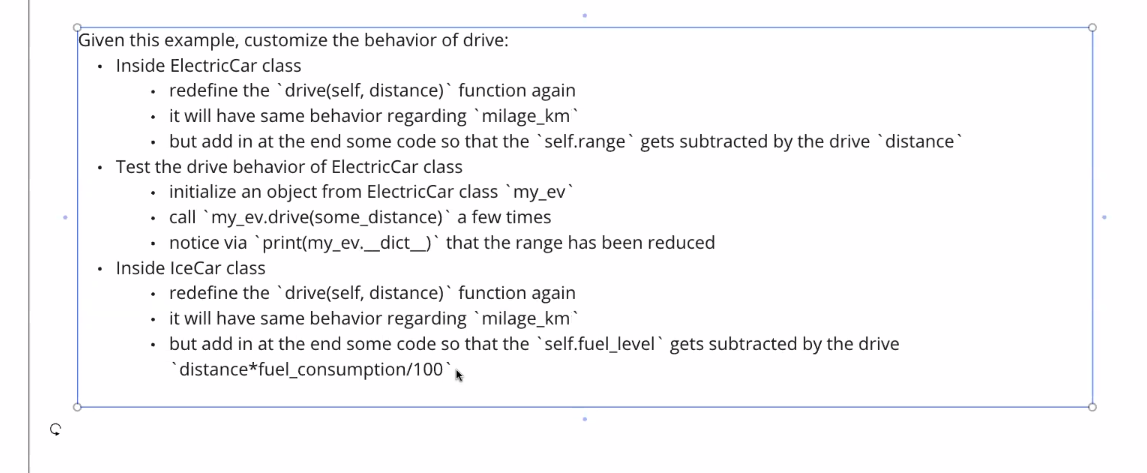 Given this example, customize the behavior of drive:
• Inside ElectricCar class
• redefine the `drive(self, distance)` function again
• it will have same behavior regarding `milage_km`
• but add in at the end some code so that the `self.range` gets subtracted by the drive `distance`
• Test the drive behavior of ElectricCar class
• initialize an object from ElectricCar class `my_ev`
• call `my_ev.drive(some_distance)` a few times
• notice via `print(my_ev.__dict__)` that the range has been reduced
• Inside IceCar class
• redefine the `drive(self, distance)` function again
• it will have same behavior regarding `milage_km`
• but add in at the end some code so that the `self.fuel_level` gets subtracted by the drive
`distance*fuel_consumption/100`